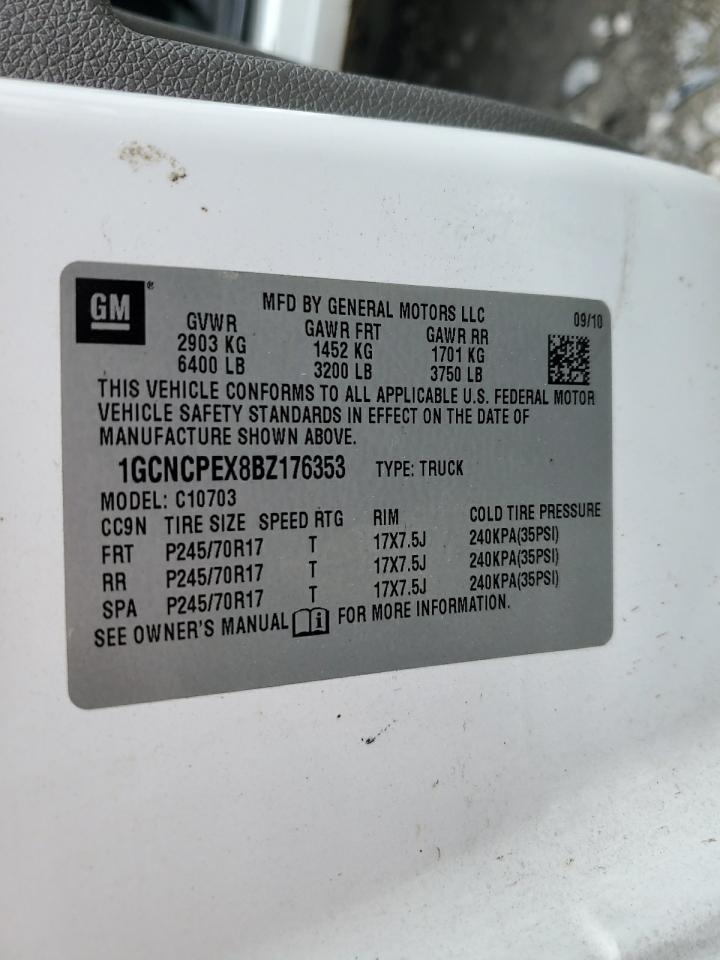 GM®
MFD BY GENERAL MOTORS LLC
09/10
GVWR GAWR FRT GAWR RR
2903 KG 1452 KG 1701 KG
6400 LB 3200 LB 3750 LB
THIS VEHICLE CONFORMS TO ALL APPLICABLE U.S. FEDERAL MOTOR
VEHICLE SAFETY STANDARDS IN EFFECT ON THE DATE OF
MANUFACTURE SHOWN ABOVE.
1GCNCPEX8BZ176353 TYPE: TRUCK
MODEL: C10703
CC9N TIRE SIZE SPEED RTG RIM COLD TIRE PRESSURE
FRT P245/70R17 T 17X7.5J 240KPA(35PSI)
RR P245/70R17 T 17X7.5J 240KPA(35PSI)
SPA P245/70R17 T 17X7.5J 240KPA(35PSI)
SEE OWNER'S MANUAL FOR MORE INFORMATION.